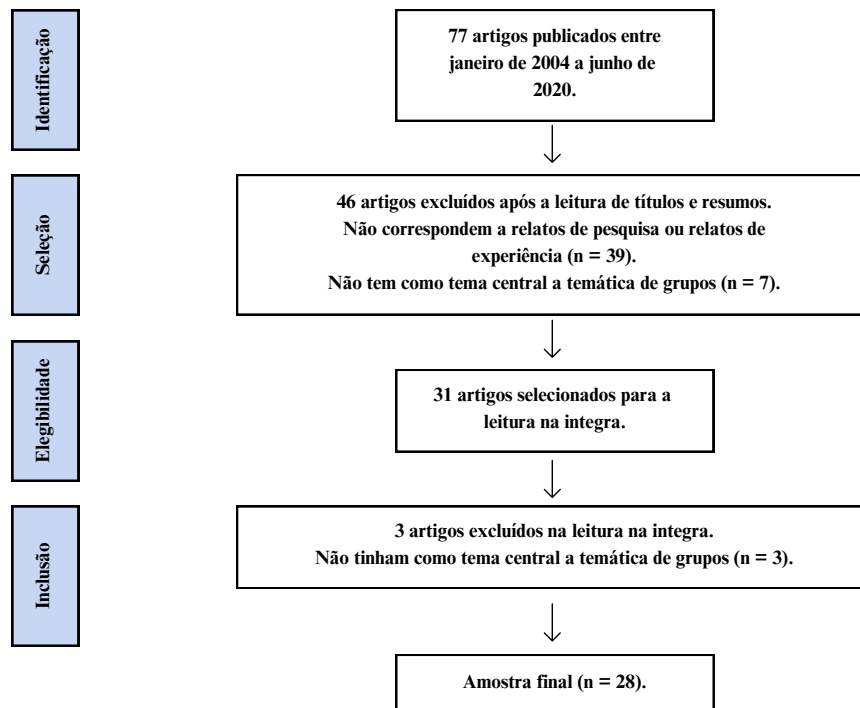 Identificação
77 artigos publicados entre
janeiro de 2004 a junho de
2020.
Seleção
46 artigos excluídos após a leitura de títulos e resumos.
Não correspondem a relatos de pesquisa ou relatos de
experiência (n = 39).
Não tem como tema central a temática de grupos (n = 7).
Elegibilidade
31 artigos selecionados para a
leitura na integra.
Inclusão
3 artigos excluídos na leitura na integra.
Não tinham como tema central a temática de grupos (n = 3).
Amostra final (n = 28).